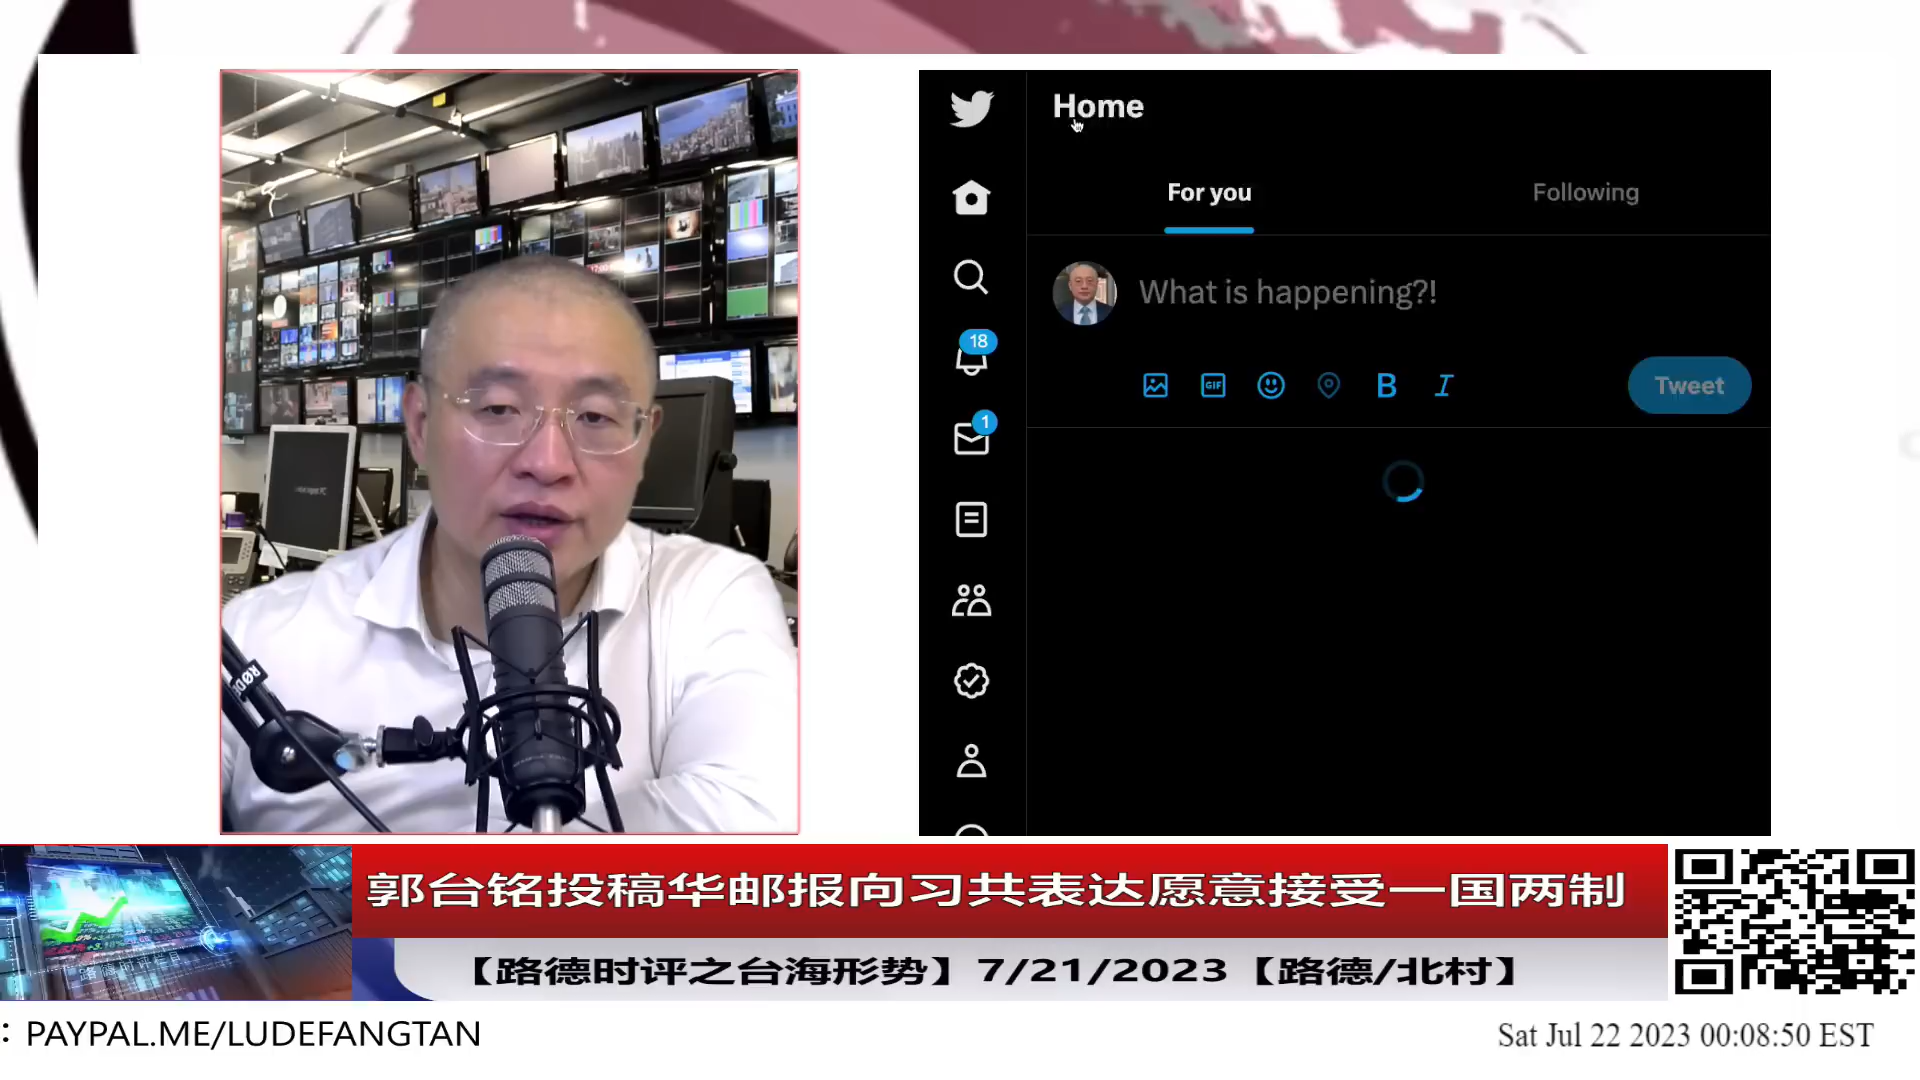 Home
For you
Following
What is happening?!
18
GIF
B
I
Tweet
1
RØDE
郭台铭投稿华邮报向习共表达愿意接受一国两制
【路德时评之台海形势】7/21/2023【路德/北村】
: PAYPAL.ME/LUDEFANGTAN
Sat Jul 22 2023 00:08:50 EST